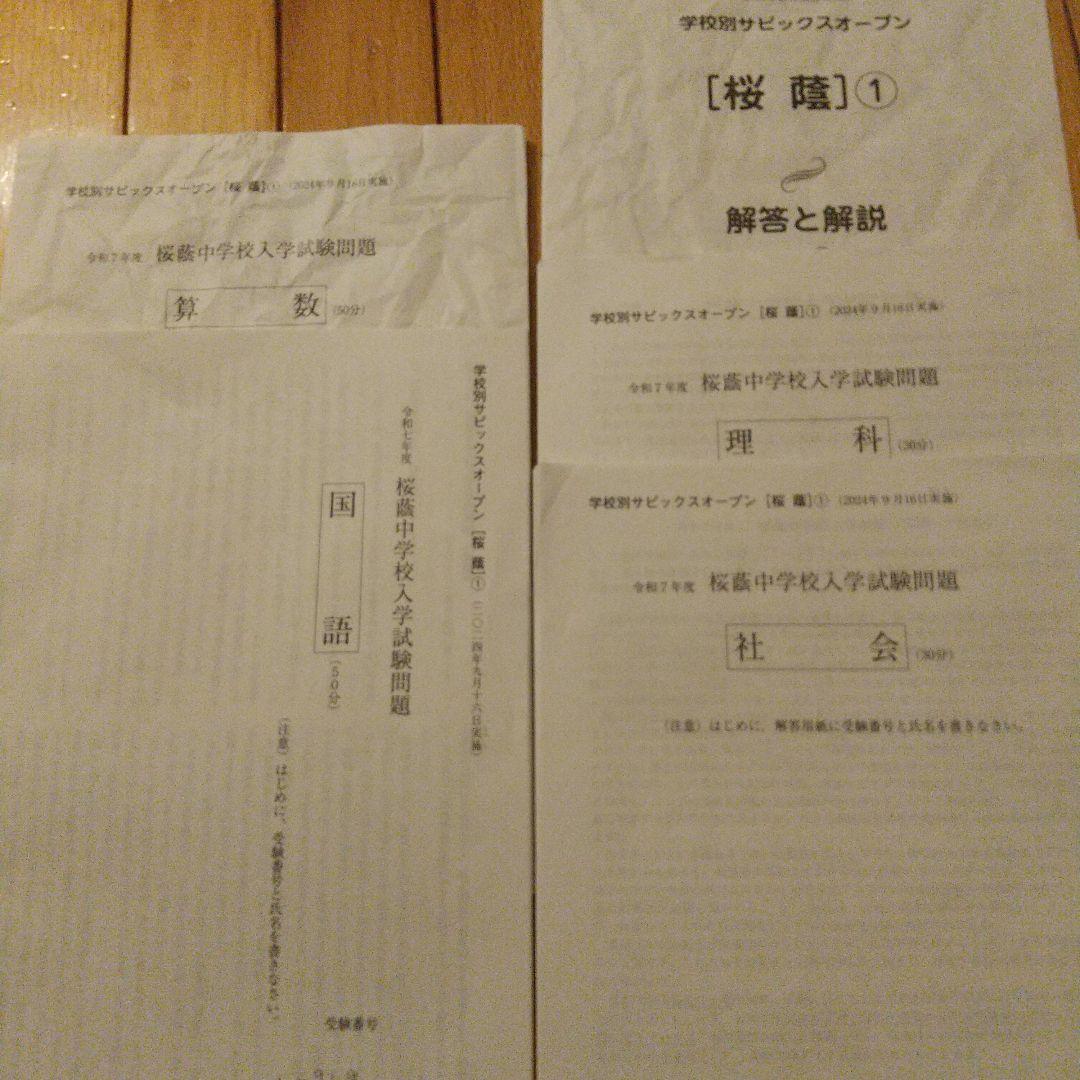 学校別サピックスオープン［桜 蔭］①（2024年9月16日実施）
令和7年度 桜蔭中学校入学試験問題
算 数（50分）
学校別サピックスオープン［桜 蔭］①（二〇二四年九月十六日実施）
令和七年度 桜蔭中学校入学試験問題
国 語（50分）
（注意）はじめに、受験番号と氏名を書きなさい。
受験番号
学校別サピックスオープン
［桜 蔭］①
解答と解説
学校別サピックスオープン［桜 蔭］①（2024年9月16日実施）
令和7年度 桜蔭中学校入学試験問題
理 科（30分）
学校別サピックスオープン［桜 蔭］①（2024年9月16日実施）
令和7年度 桜蔭中学校入学試験問題
社 会（30分）
（注意）はじめに，解答用紙に受験番号と氏名を書きなさい。